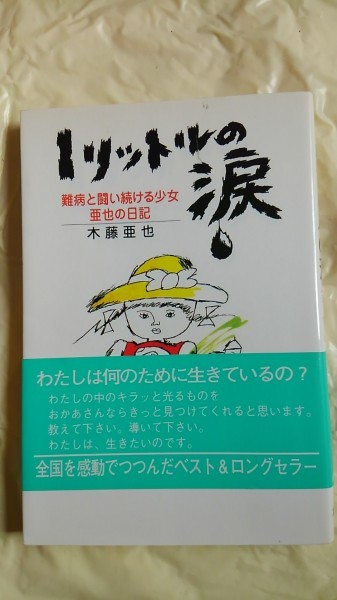 1リットルの涙
難病と闘い続ける少女
亜也の日記
木藤亜也
わたしは何のために生きているの？
わたしの中のキラッと光るものを
おかあさんならきっと見つけてくれると思います。
教えて下さい。導いて下さい。
わたしは、生きたいのです。
全国を感動でつつんだベスト＆ロングセラー